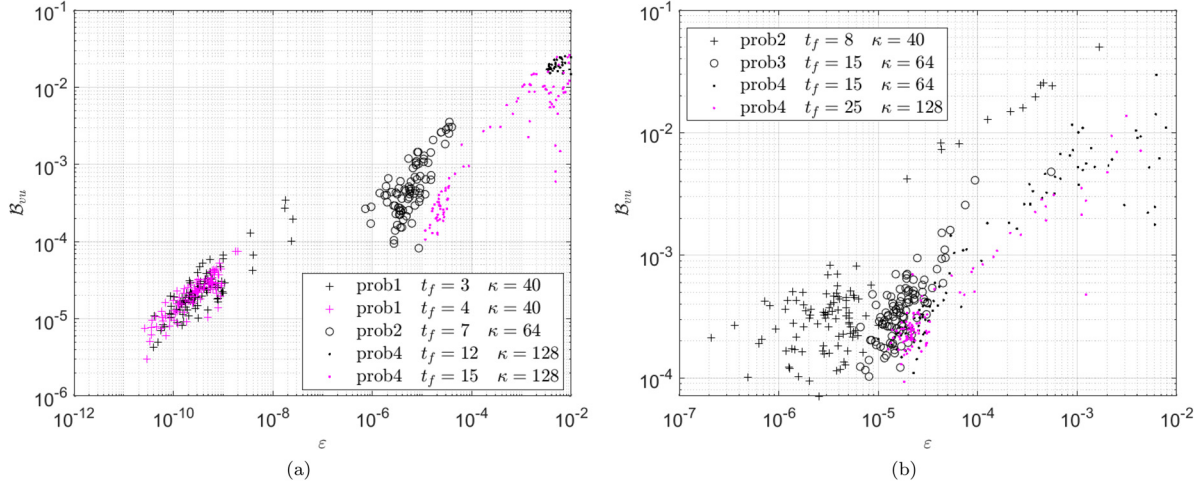 10^-1
10^-2
10^-3
10^-4
10^-5
10^-6
B_vu
prob1 t_f = 3 κ = 40
prob1 t_f = 4 κ = 40
prob2 t_f = 7 κ = 64
prob4 t_f = 12 κ = 128
prob4 t_f = 15 κ = 128
10^-12 10^-10 10^-8 10^-6 10^-4 10^-2
ε
(a)
10^-1
10^-2
10^-3
10^-4
B_vu
prob2 t_f = 8 κ = 40
prob3 t_f = 15 κ = 64
prob4 t_f = 15 κ = 64
prob4 t_f = 25 κ = 128
10^-7 10^-6 10^-5 10^-4 10^-3 10^-2
ε
(b)